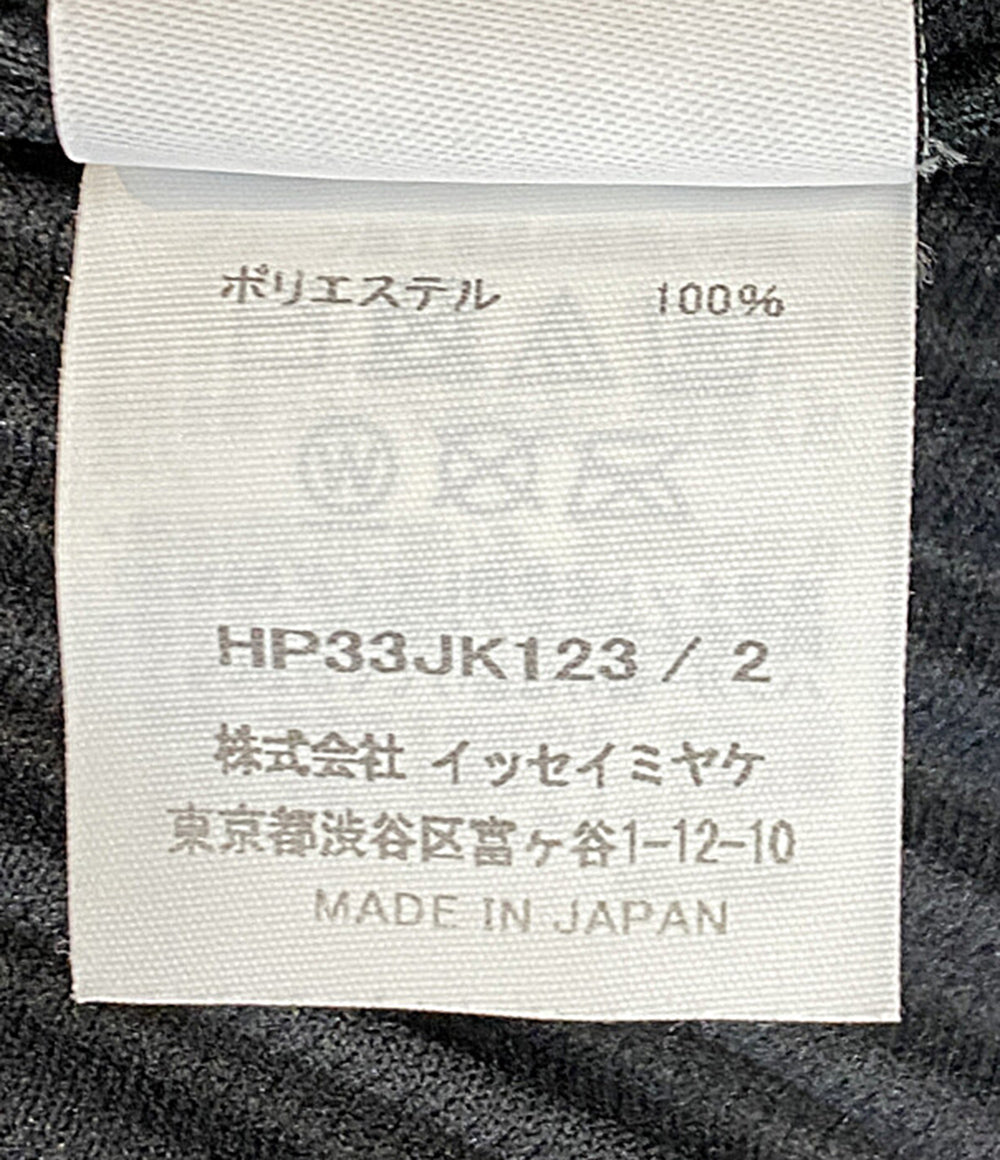 ポリエステル 100%
HP33JK123 / 2
株式会社 イッセイミヤケ
東京都渋谷区富ヶ谷1-12-10
MADE IN JAPAN